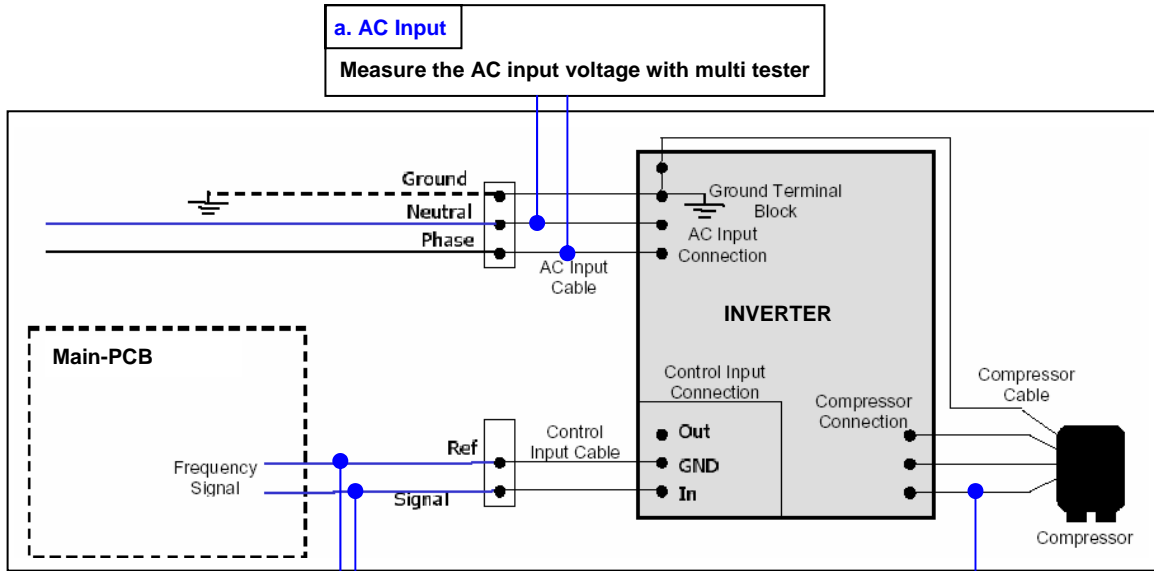 a. AC Input
Measure the AC input voltage with multi tester
Ground
Neutral
Phase
AC Input
Cable
Ground Terminal
Block
AC Input
Connection
INVERTER
Main-PCB
Frequency
Signal
Ref
Signal
Control
Input Cable
Control Input
Connection
Out
GND
In
Compressor
Connection
Compressor
Cable
Compressor